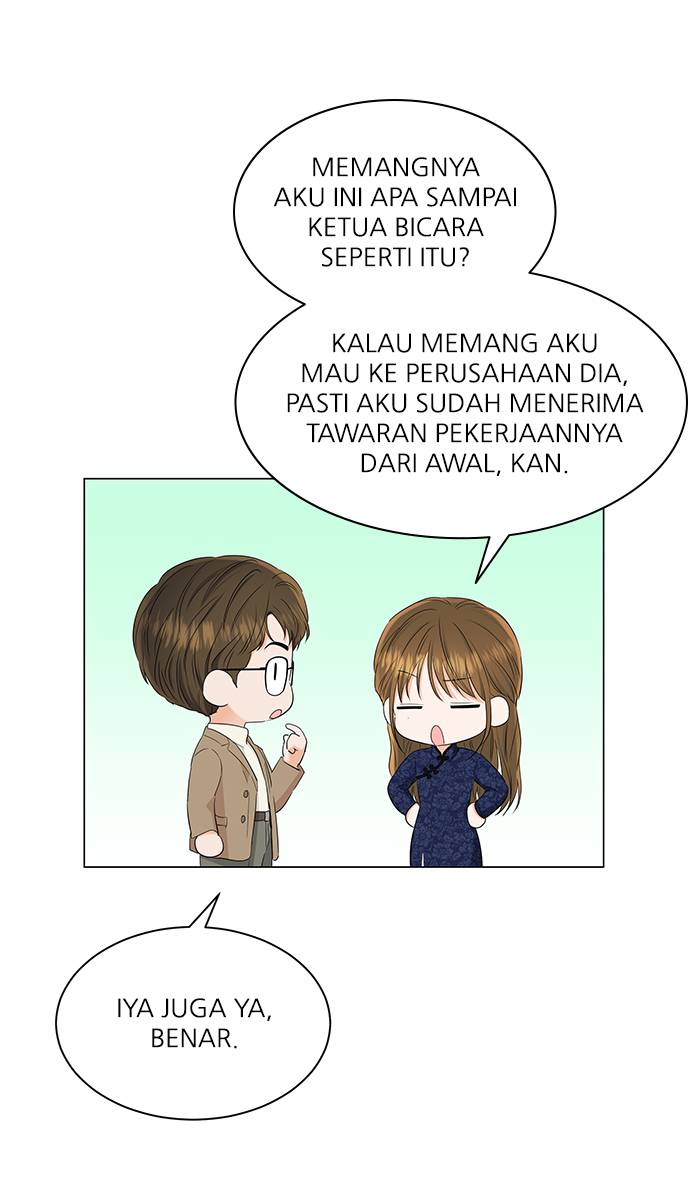 MEMANGNYA
AKU INI APA SAMPAI
KETUA BICARA
SEPERTI ITU?
KALAU MEMANG AKU
MAU KE PERUSAHAAN DIA,
PASTI AKU SUDAH MENERIMA
TAWARAN PEKERJAANNYA
DARI AWAL, KAN.
IYA JUGA YA,
BENAR.